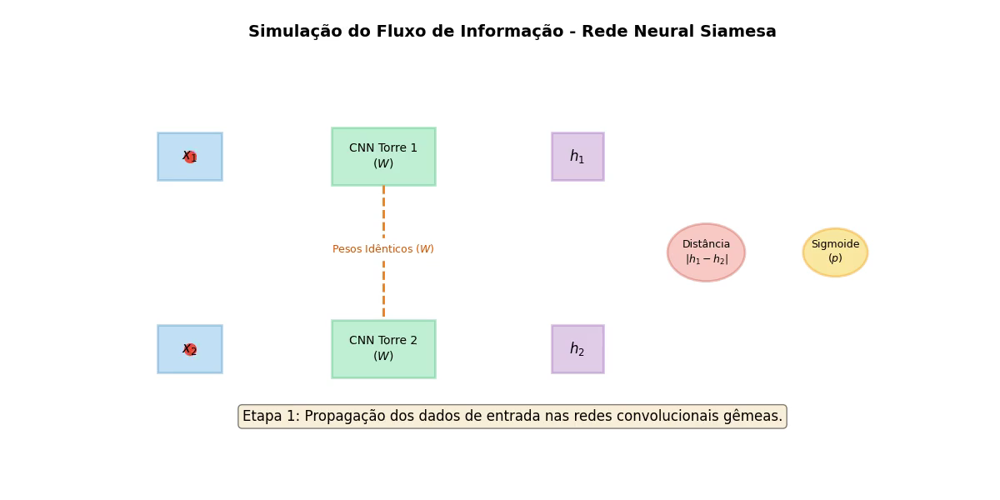 Simulação do Fluxo de Informação - Rede Neural Siamesa
x₁
CNN Torre 1
(W)
h₁
Pesos Idênticos (W)
Distância
|h₁ − h₂|
Sigmoide
(p)
x₂
CNN Torre 2
(W)
h₂
Etapa 1: Propagação dos dados de entrada nas redes convolucionais gêmeas.